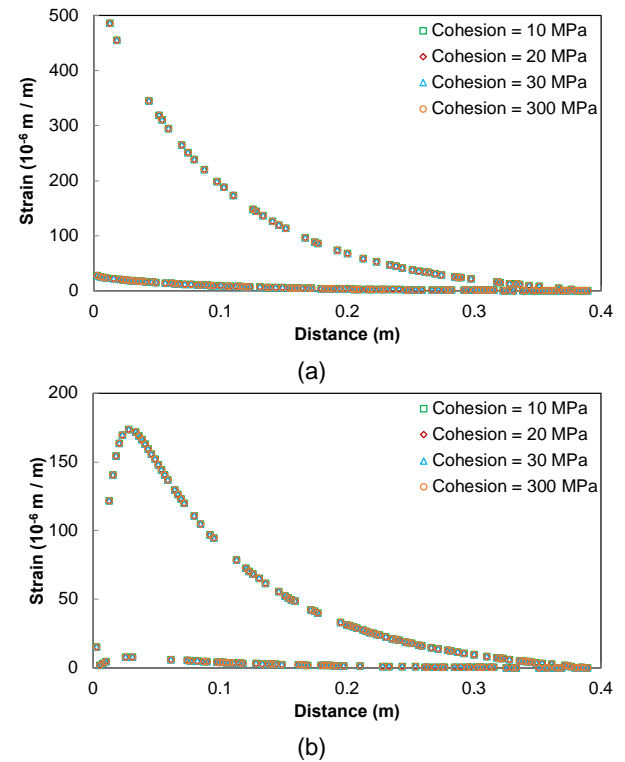 500
400
300
200
100
0
Strain (10-6 m / m)
Cohesion = 10 MPa
Cohesion = 20 MPa
Cohesion = 30 MPa
Cohesion = 300 MPa
0 0.1 0.2 0.3 0.4
Distance (m)
(a)
200
150
100
50
0
Strain (10-6 m / m)
Cohesion = 10 MPa
Cohesion = 20 MPa
Cohesion = 30 MPa
Cohesion = 300 MPa
0 0.1 0.2 0.3 0.4
Distance (m)
(b)